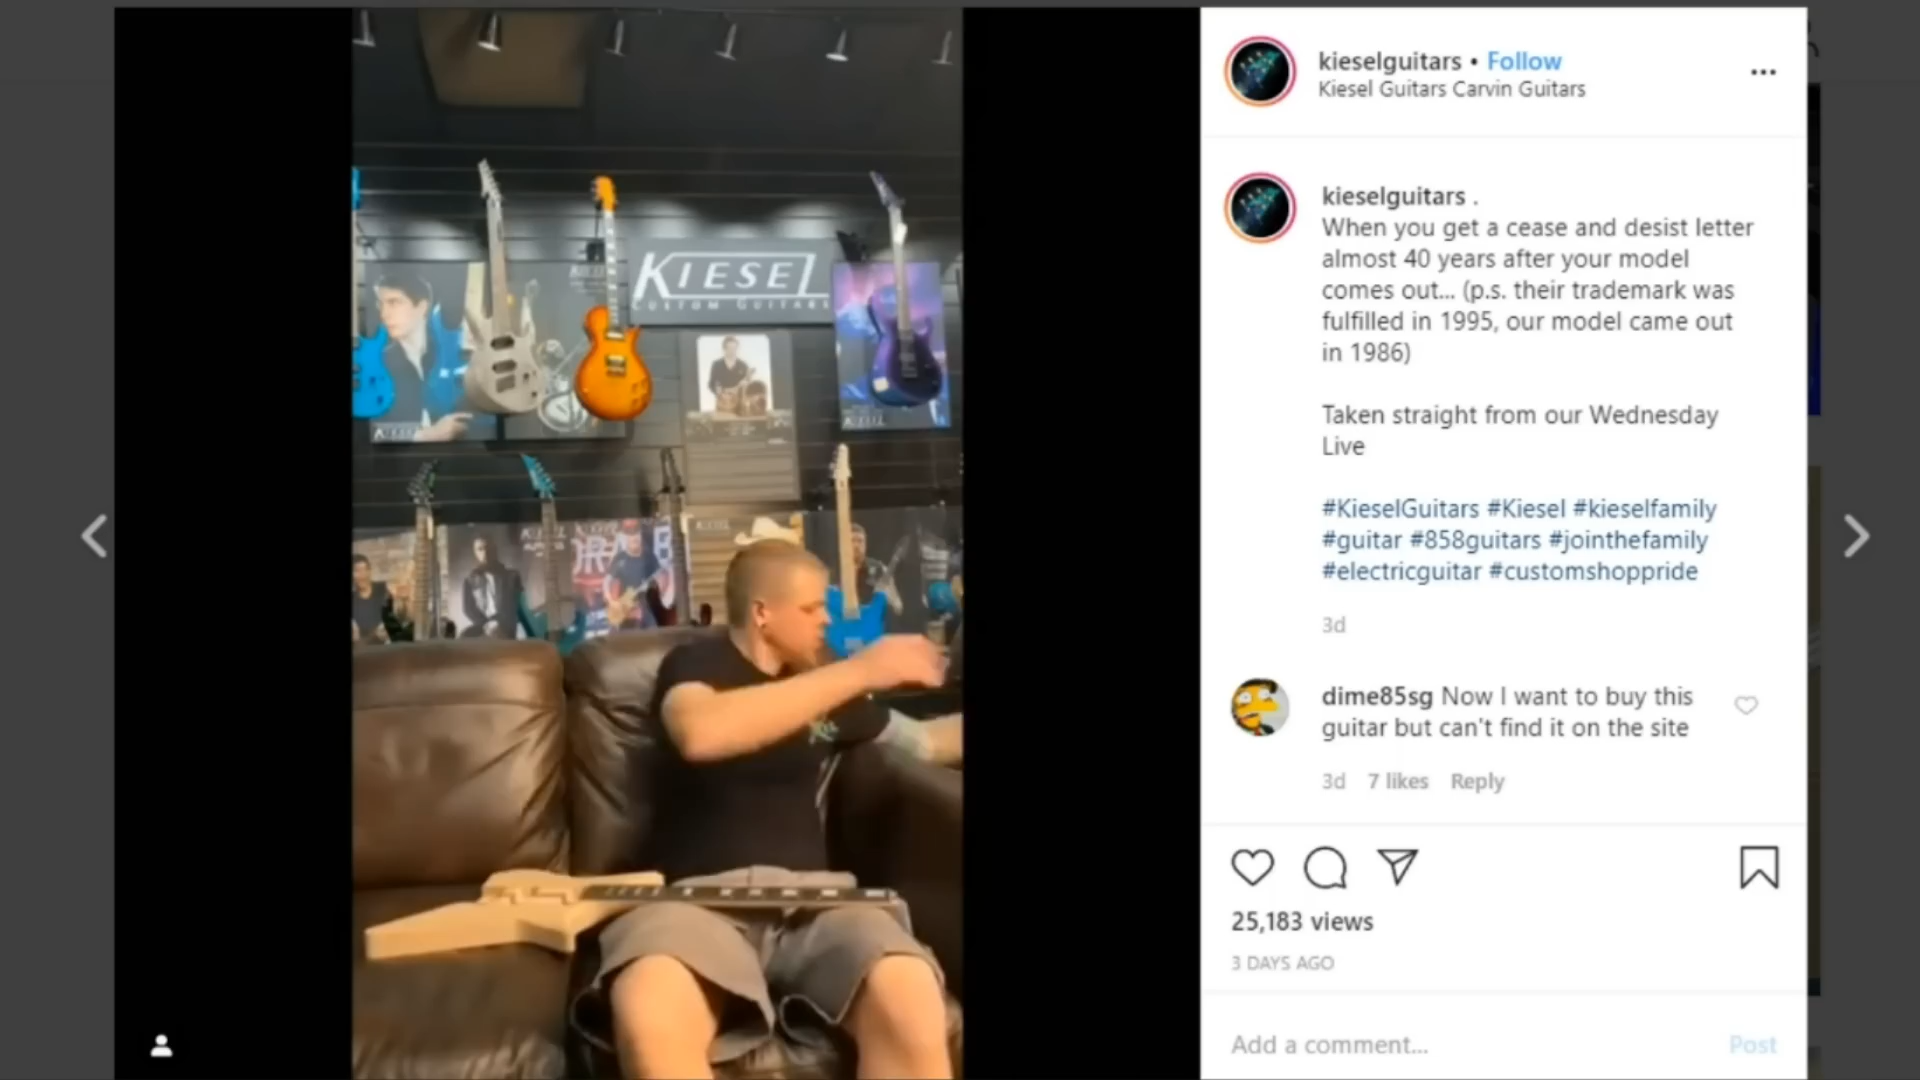 KIESEL
CUSTOM GUITARS
KIESEL
kieselguitars • Follow
Kiesel Guitars Carvin Guitars
kieselguitars .
When you get a cease and desist letter
almost 40 years after your model
comes out... (p.s. their trademark was
fulfilled in 1995, our model came out
in 1986)
Taken straight from our Wednesday
Live
#KieselGuitars #Kiesel #kieselfamily
#guitar #858guitars #jointhefamily
#electricguitar #customshoppride
3d
dime85sg Now I want to buy this
guitar but can't find it on the site
3d 7 likes Reply
25,183 views
3 DAYS AGO
Add a comment... Post